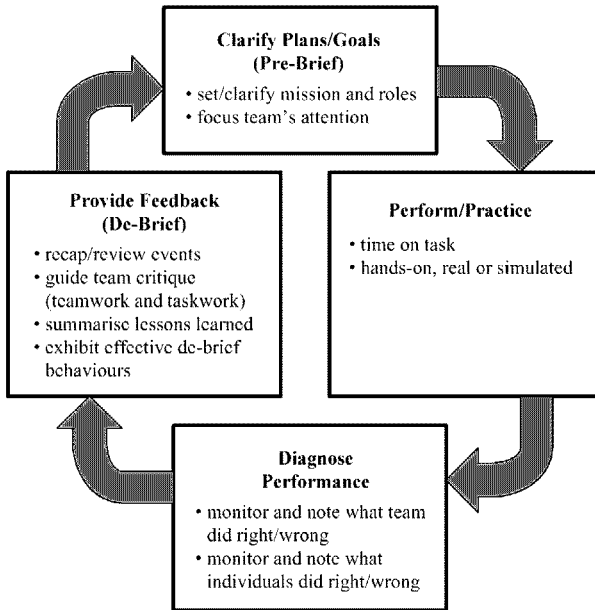 Clarify Plans/Goals
(Pre-Brief)
• set/clarify mission and roles
• focus team's attention
Perform/Practice
• time on task
• hands-on, real or simulated
Diagnose
Performance
• monitor and note what team
did right/wrong
• monitor and note what
individuals did right/wrong
Provide Feedback
(De-Brief)
• recap/review events
• guide team critique
(teamwork and taskwork)
• summarise lessons learned
• exhibit effective de-brief
behaviours